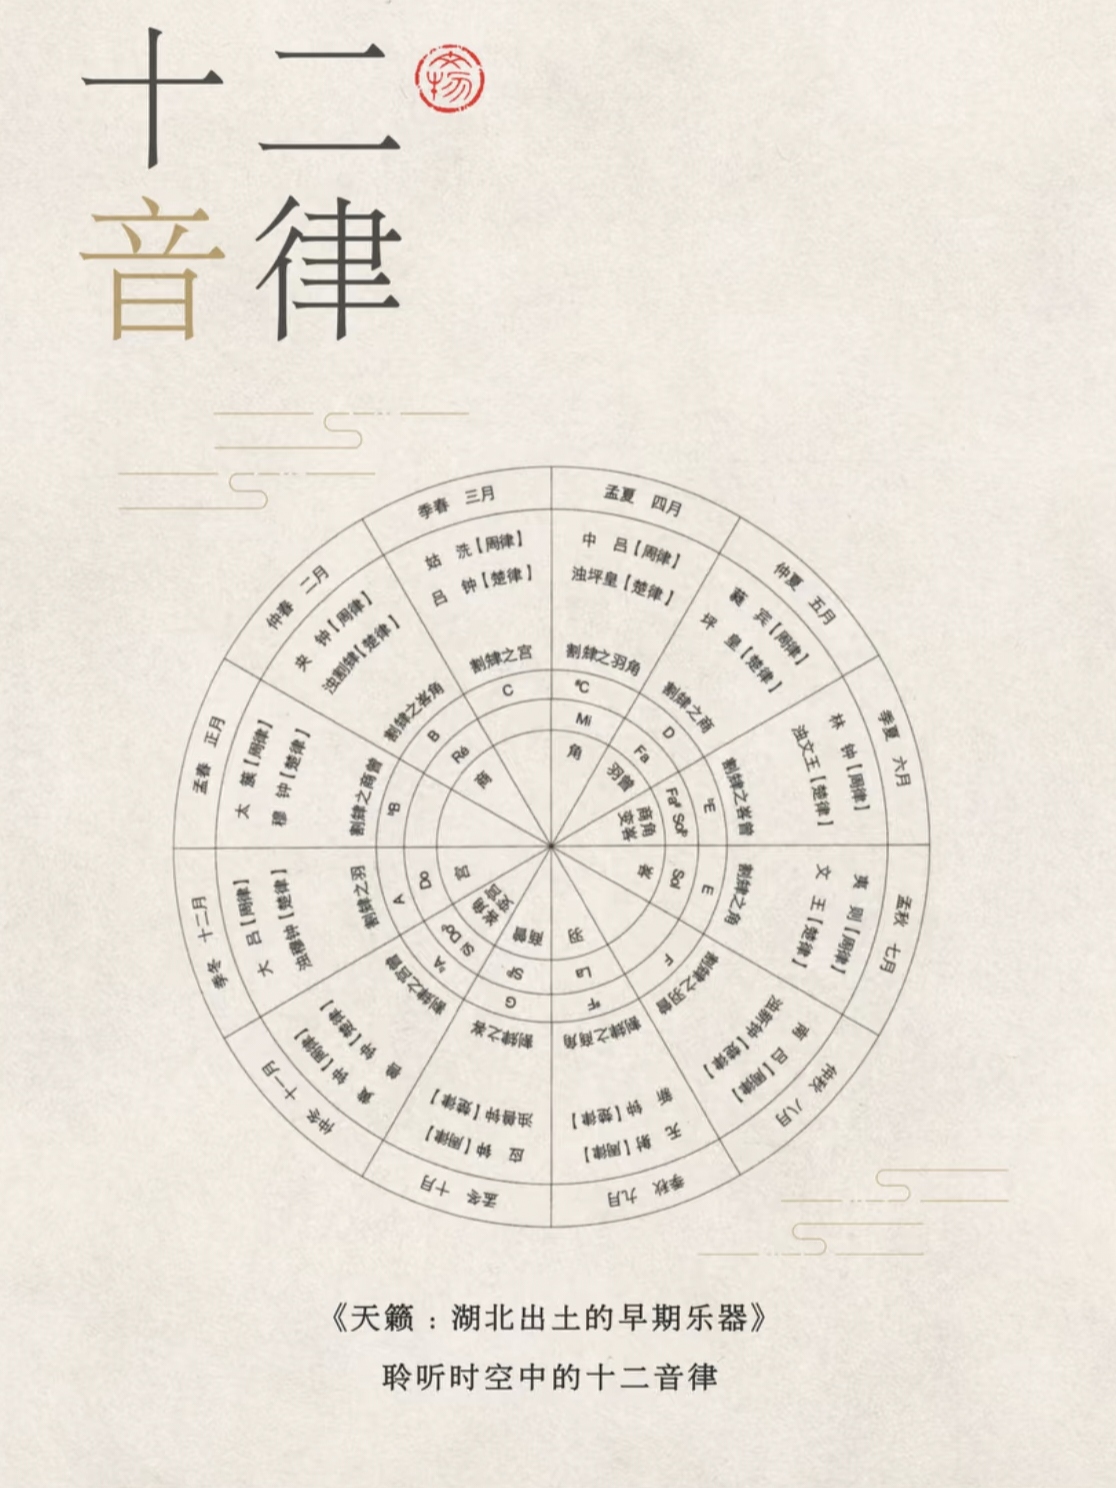 十二
音律
孟夏 四月
中 吕【周律】
浊坪皇【楚律】
割肄之羽角
#C
Mi
角
仲夏 五月
蕤 宾【周律】
坪 皇【楚律】
割肄之商
D
Fa
羽曾
季夏 六月
林 钟【周律】
浊文王【楚律】
割肄之峉曾
♭E
Fa# Sol♭
商角
变峉
孟秋 七月
夷 则【周律】
文 王【楚律】
割肄之角
E
Sol
峉
仲秋 八月
南 吕【周律】
浊新钟【楚律】
割肄之羽曾
F
季秋 九月
无 射【周律】
新 钟【楚律】
割肄之商角
La
羽
孟冬 十月
应 钟【周律】
浊兽钟【楚律】
割肄之峉
G
商曾
仲冬 十一月
黄 钟【周律】
兽 钟【楚律】
割肄之宫曾
Si Do♭
峉角
变宫
季冬 十二月
大 吕【周律】
浊穆钟【楚律】
割肄之羽
A
Do
宫
孟春 正月
太 簇【周律】
穆 钟【楚律】
割肄之商曾
♭B
仲春 二月
夹 钟【周律】
浊割肄【楚律】
割肄之峉角
B
Ré
商
季春 三月
姑 洗【周律】
吕 钟【楚律】
割肄之宫
C
《天籁：湖北出土的早期乐器》
聆听时空中的十二音律